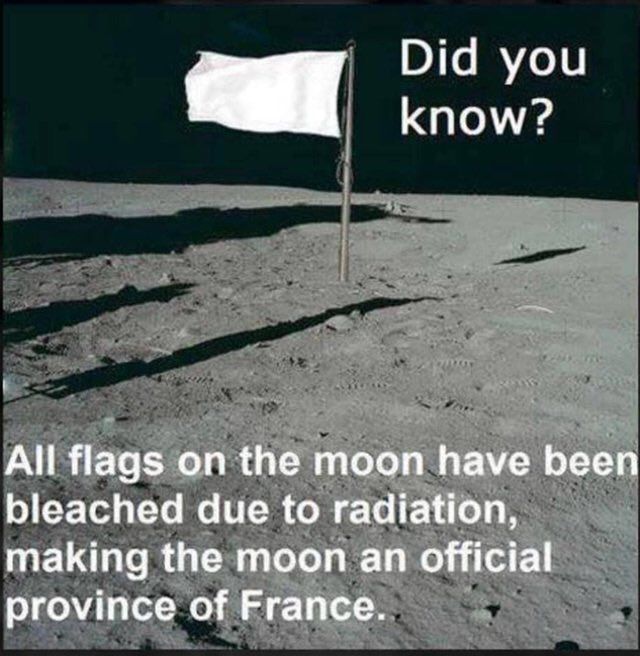 Did you
know?
All flags on the moon have been
bleached due to radiation,
making the moon an official
province of France.